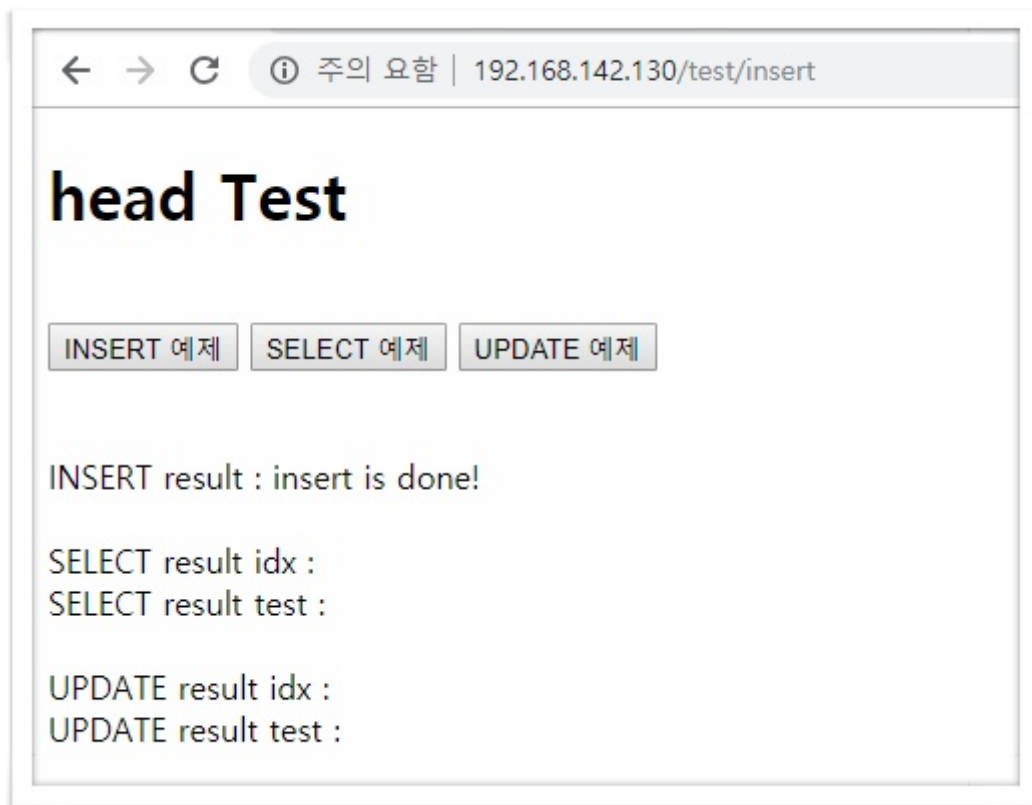 주의 요함 | 192.168.142.130/test/insert
head Test
INSERT 예제 SELECT 예제 UPDATE 예제
INSERT result : insert is done!
SELECT result idx :
SELECT result test :
UPDATE result idx :
UPDATE result test :